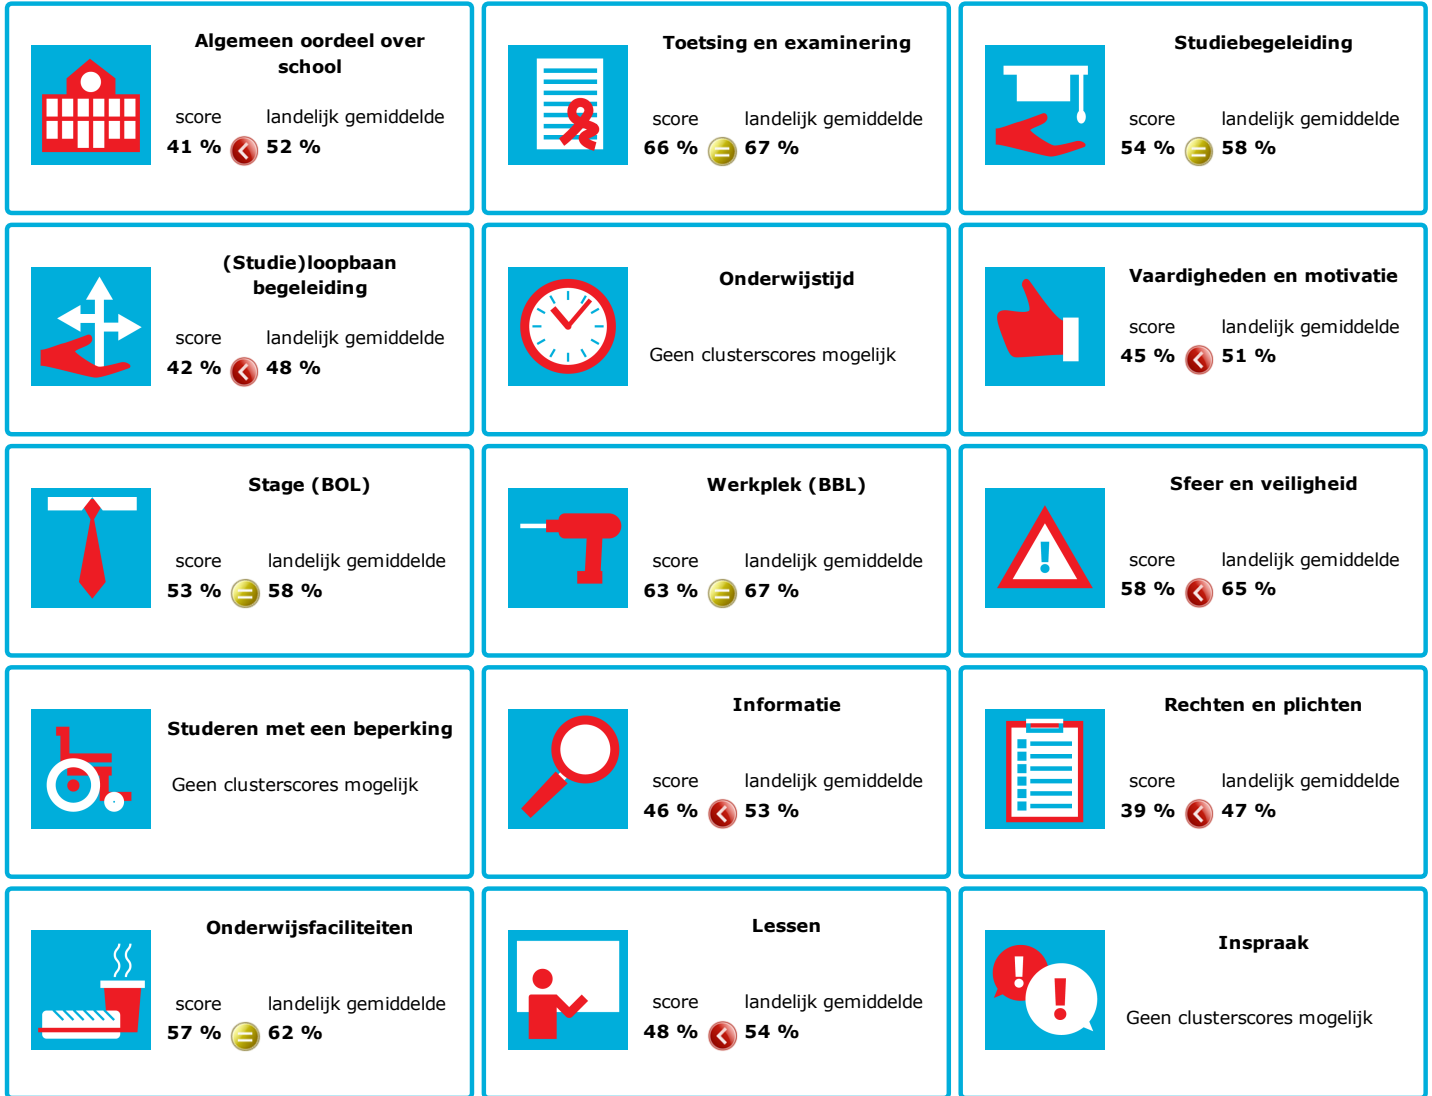 Algemeen oordeel over
school
score landelijk gemiddelde
41 % < 52 %
Toetsing en examinering
score landelijk gemiddelde
66 % = 67 %
Studiebegeleiding
score landelijk gemiddelde
54 % = 58 %
(Studie)loopbaan
begeleiding
score landelijk gemiddelde
42 % < 48 %
Onderwijstijd
Geen clusterscores mogelijk
Vaardigheden en motivatie
score landelijk gemiddelde
45 % < 51 %
Stage (BOL)
score landelijk gemiddelde
53 % = 58 %
Werkplek (BBL)
score landelijk gemiddelde
63 % = 67 %
Sfeer en veiligheid
score landelijk gemiddelde
58 % < 65 %
Studeren met een beperking
Geen clusterscores mogelijk
Informatie
score landelijk gemiddelde
46 % < 53 %
Rechten en plichten
score landelijk gemiddelde
39 % < 47 %
Onderwijsfaciliteiten
score landelijk gemiddelde
57 % = 62 %
Lessen
score landelijk gemiddelde
48 % < 54 %
Inspraak
Geen clusterscores mogelijk